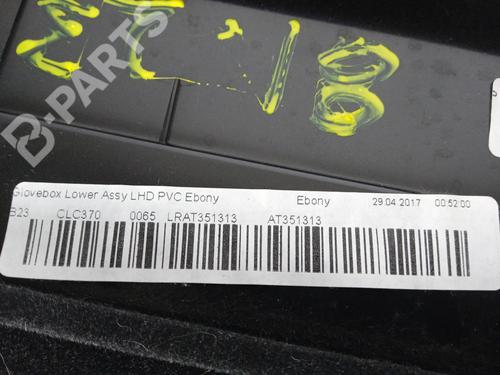 B-PARTS
Glovebox Lower Assy LHD PVC Ebony Ebony 29.04.2017 00:52:00
B23 CLC370 0065 LRAT351313 AT351313